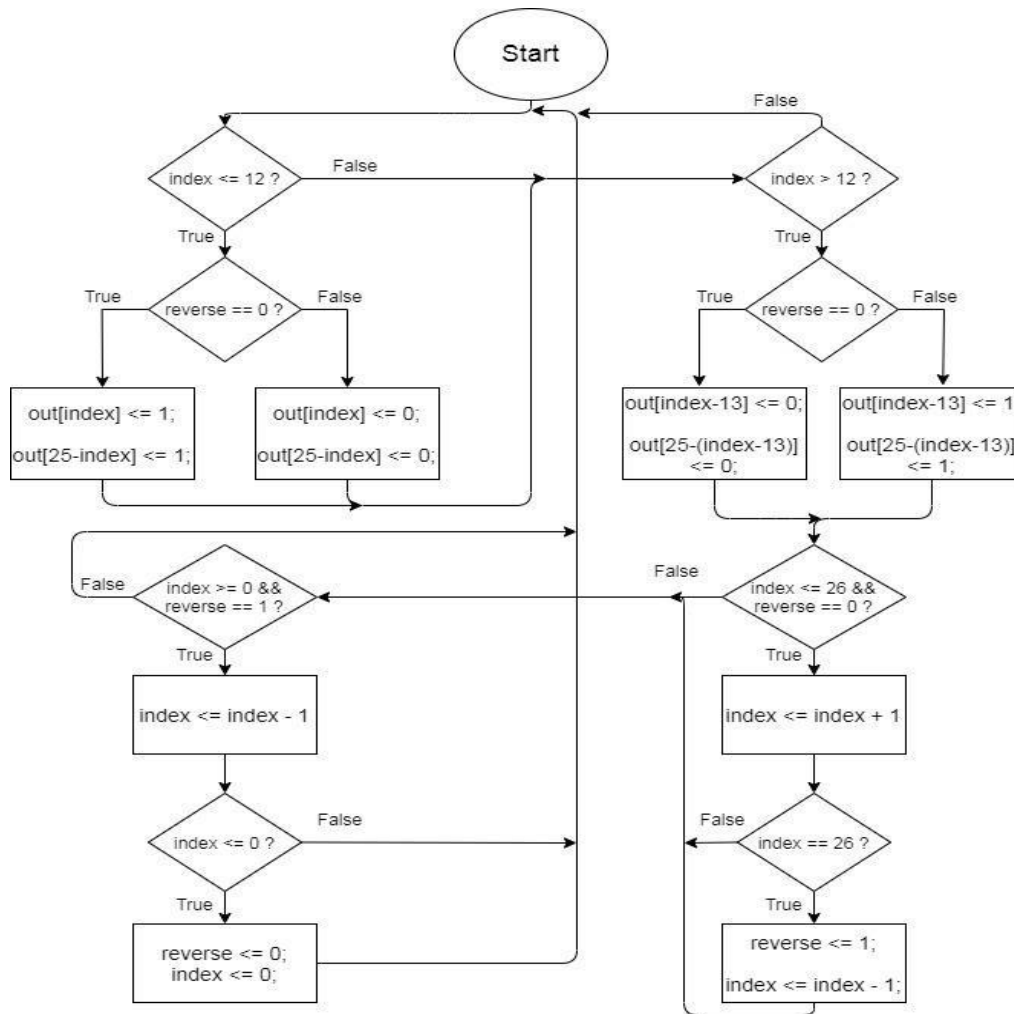 Start
False
index <= 12 ?
False
index > 12 ?
True
True
True
reverse == 0 ?
False
True
reverse == 0 ?
False
out[index] <= 1;
out[25-index] <= 1;
out[index] <= 0;
out[25-index] <= 0;
out[index-13] <= 0;
out[25-(index-13)]
<= 0;
out[index-13] <= 1
out[25-(index-13)]
<= 1;
False
index >= 0 &&
reverse == 1 ?
False
index <= 26 &&
reverse == 0 ?
True
True
index <= index - 1
index <= index + 1
index <= 0 ?
False
False
index == 26 ?
True
True
reverse <= 0;
index <= 0;
reverse <= 1;
index <= index - 1;